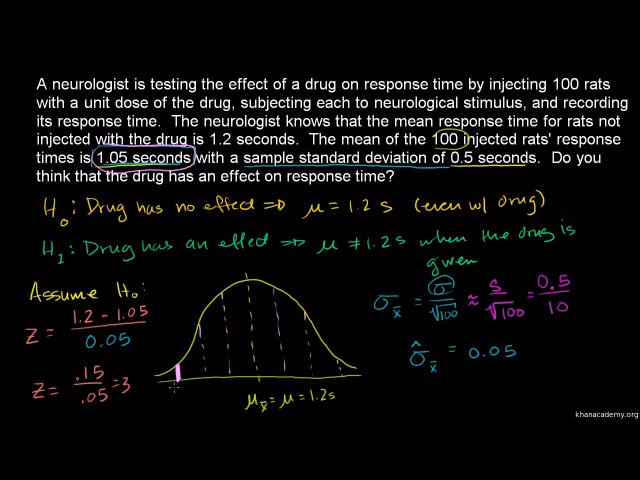 A neurologist is testing the effect of a drug on response time by injecting 100 rats
with a unit dose of the drug, subjecting each to neurological stimulus, and recording
its response time. The neurologist knows that the mean response time for rats not
injected with the drug is 1.2 seconds. The mean of the 100 injected rats' response
times is 1.05 seconds with a sample standard deviation of 0.5 seconds. Do you
think that the drug has an effect on response time?
H₀: Drug has no effect ⇒ μ = 1.2 s (even w/ drug)
H₁: Drug has an effect ⇒ μ ≠ 1.2 s when the drug is
given
Assume H₀:
Z = (1.2 - 1.05) / 0.05
Z = .15 / .05 = 3
μx̄ = μ = 1.2s
σx̄ = σ / √100 ≈ s / √100 = 0.5 / 10
σ̂x̄ = 0.05
khanacademy.org